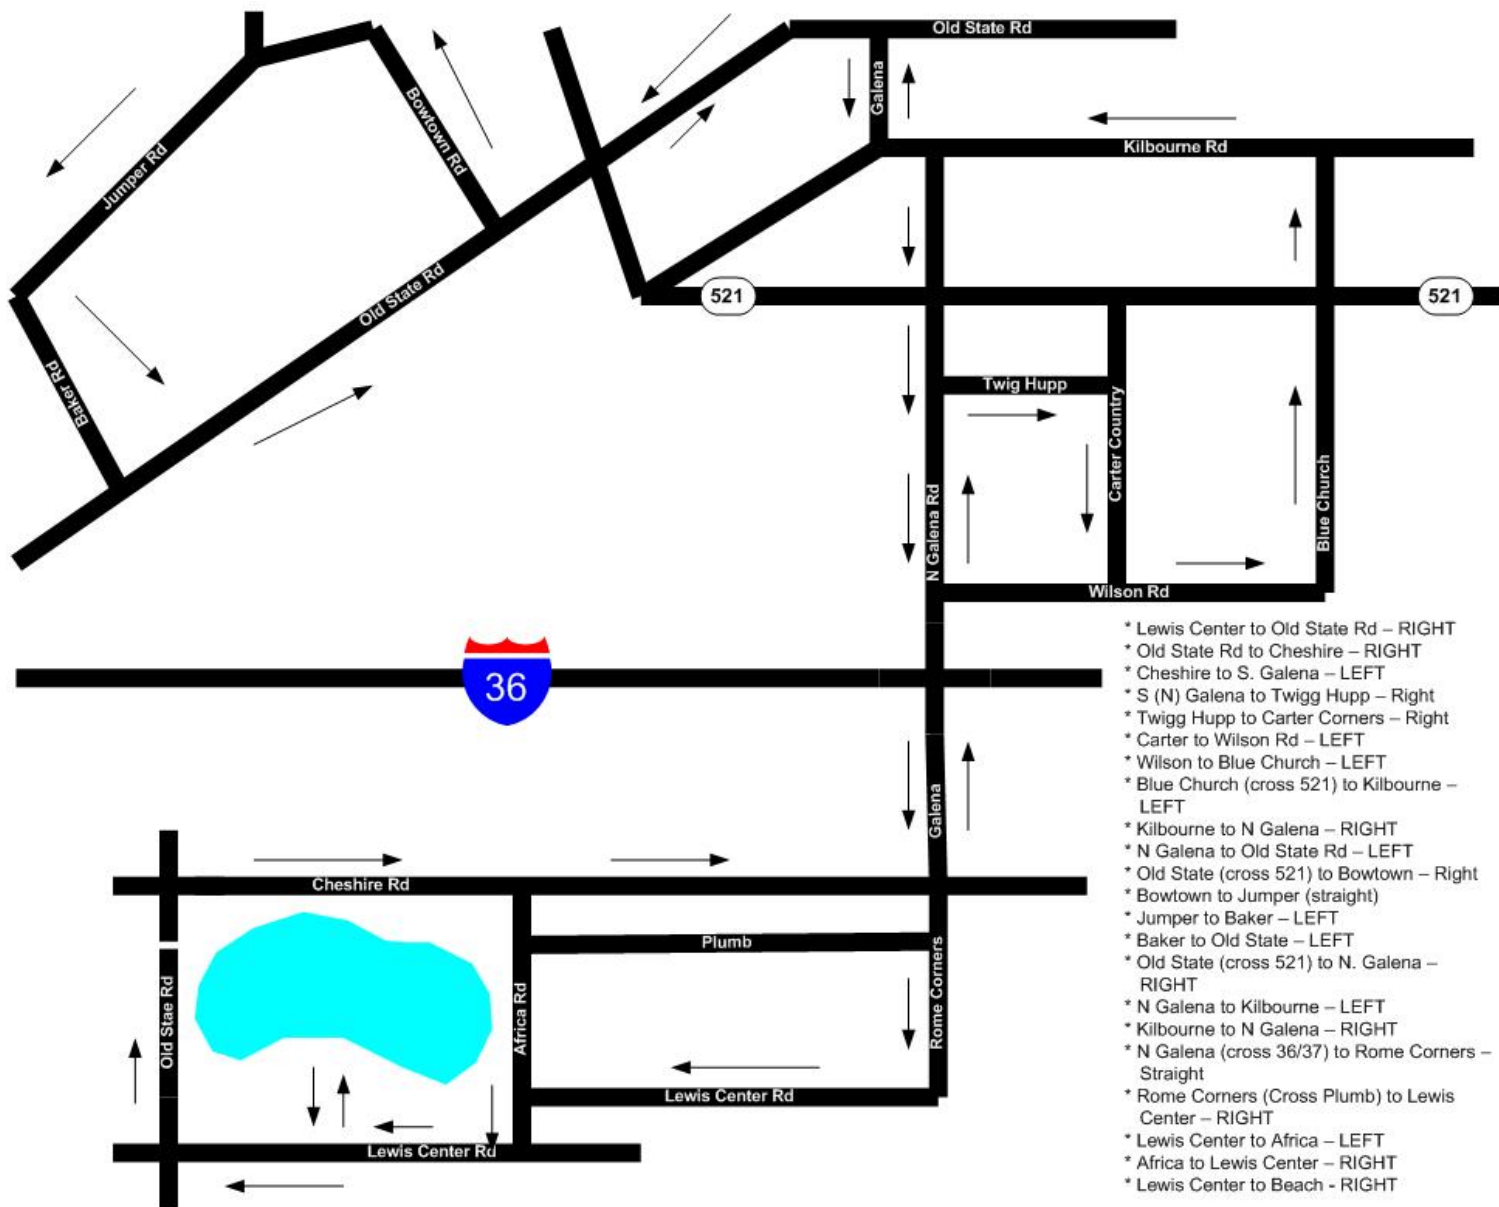 Old State Rd
Galena
Bowtown Rd
Kilbourne Rd
Jumper Rd
Old State Rd
521
521
Baker Rd
Twig Hupp
Carter Country
N Galena Rd
Blue Church
Wilson Rd
36
Galena
Cheshire Rd
Plumb
Old Stae Rd
Africa Rd
Rome Corners
Lewis Center Rd
Lewis Center Rd
* Lewis Center to Old State Rd – RIGHT
* Old State Rd to Cheshire – RIGHT
* Cheshire to S. Galena – LEFT
* S (N) Galena to Twigg Hupp – Right
* Twigg Hupp to Carter Corners – Right
* Carter to Wilson Rd – LEFT
* Wilson to Blue Church – LEFT
* Blue Church (cross 521) to Kilbourne –
LEFT
* Kilbourne to N Galena – RIGHT
* N Galena to Old State Rd – LEFT
* Old State (cross 521) to Bowtown – Right
* Bowtown to Jumper (straight)
* Jumper to Baker – LEFT
* Baker to Old State – LEFT
* Old State (cross 521) to N. Galena –
RIGHT
* N Galena to Kilbourne – LEFT
* Kilbourne to N Galena – RIGHT
* N Galena (cross 36/37) to Rome Corners –
Straight
* Rome Corners (Cross Plumb) to Lewis
Center – RIGHT
* Lewis Center to Africa – LEFT
* Africa to Lewis Center – RIGHT
* Lewis Center to Beach - RIGHT